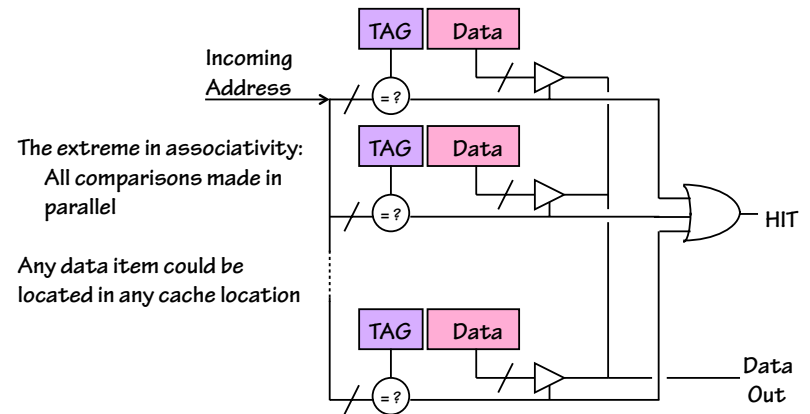 TAG Data
Incoming
Address
= ?
The extreme in associativity:
All comparisons made in
parallel
TAG Data
= ?
HIT
Any data item could be
located in any cache location
TAG Data
= ?
Data
Out